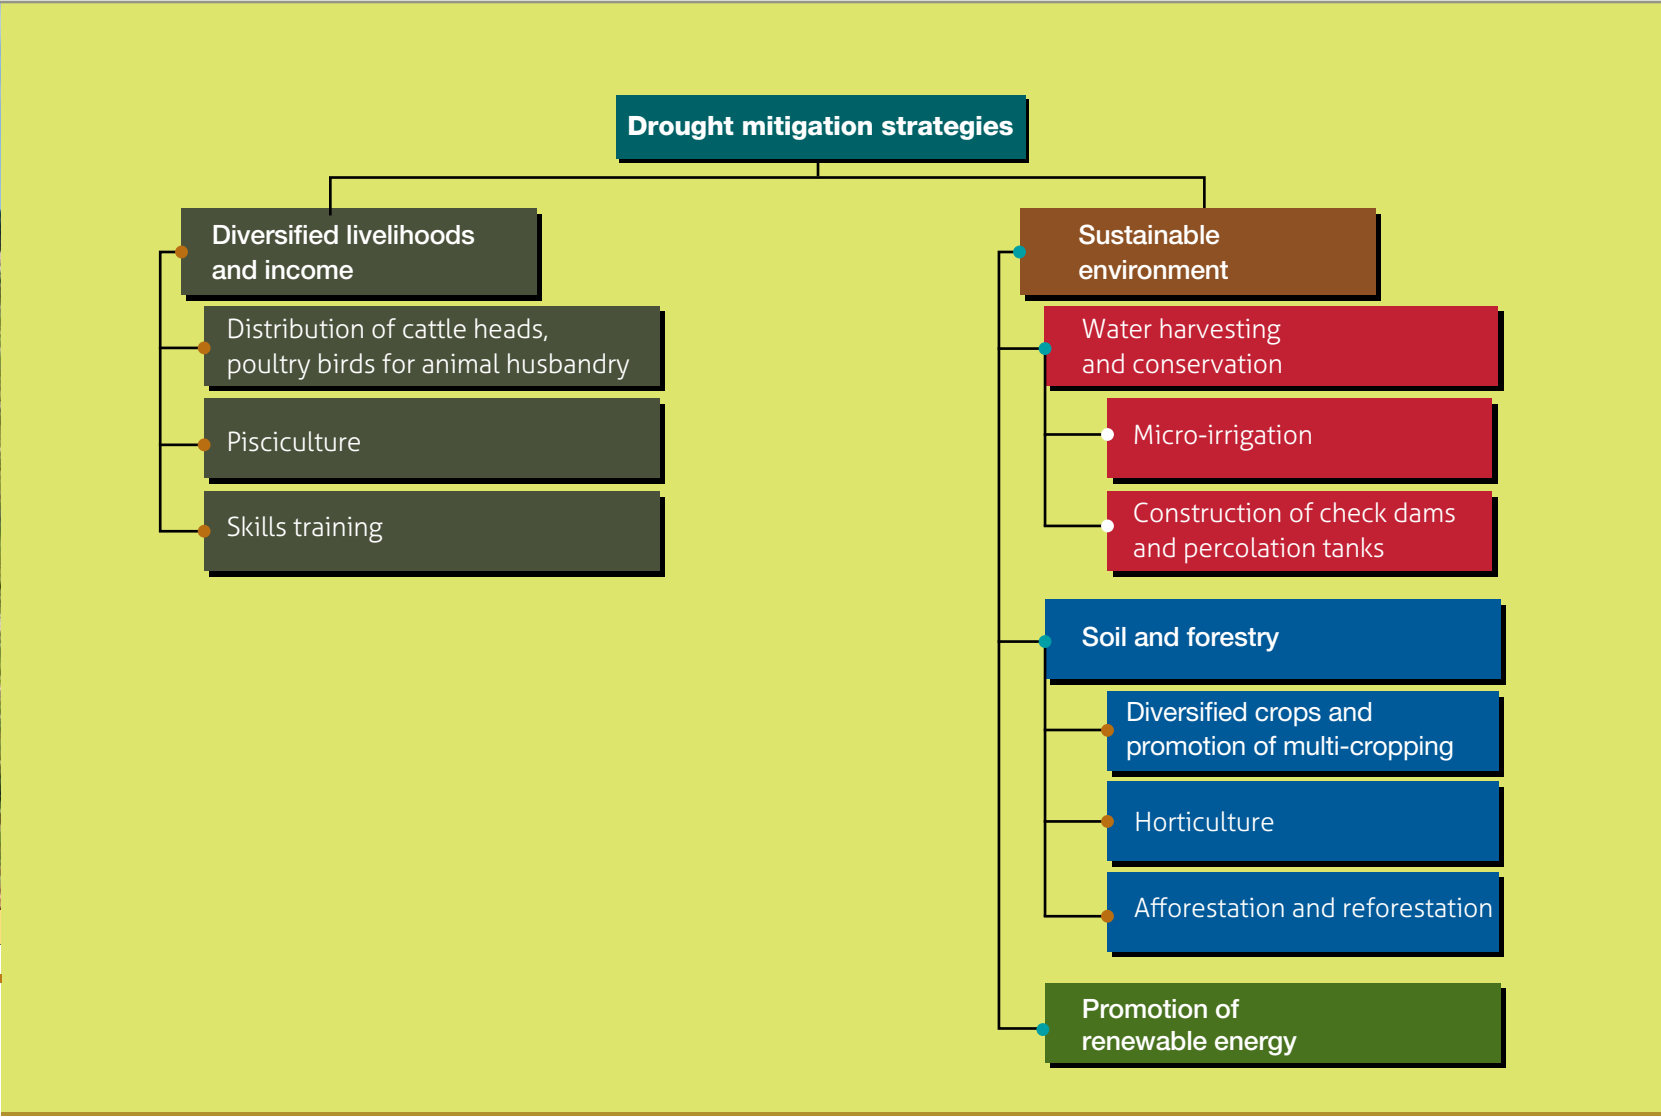 Drought mitigation strategies
Diversified livelihoods
and income
Distribution of cattle heads,
poultry birds for animal husbandry
Pisciculture
Skills training
Sustainable
environment
Water harvesting
and conservation
Micro-irrigation
Construction of check dams
and percolation tanks
Soil and forestry
Diversified crops and
promotion of multi-cropping
Horticulture
Afforestation and reforestation
Promotion of
renewable energy